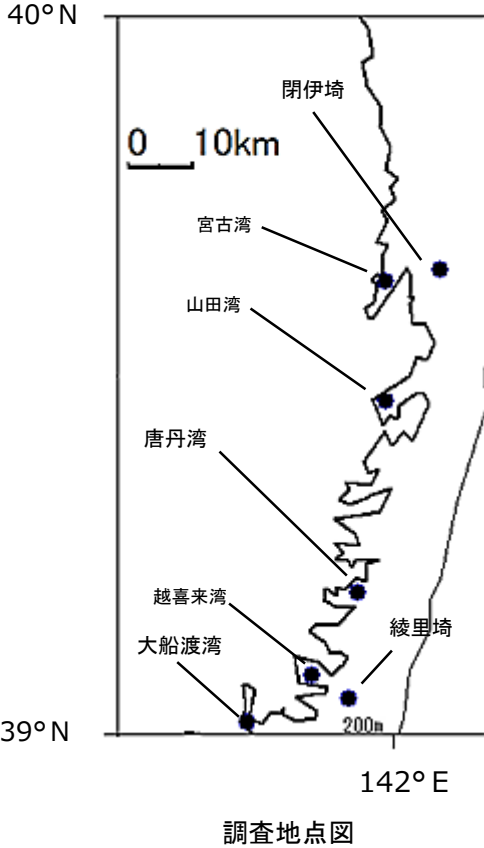 40°N
閉伊埼
0 10km
宮古湾
山田湾
唐丹湾
越喜来湾
綾里埼
大船渡湾
200m
39°N
142°E
調査地点図